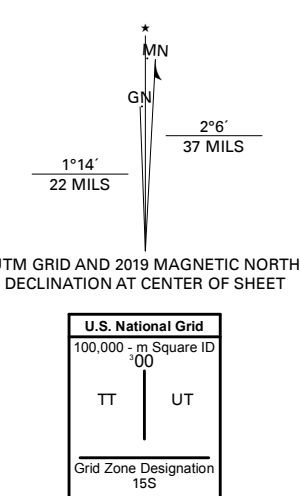 ★
MN
GN
2°6´
37 MILS
1°14´
22 MILS
UTM GRID AND 2019 MAGNETIC NORTH
DECLINATION AT CENTER OF SHEET
U.S. National Grid
100,000 - m Square ID
³00
TT UT
Grid Zone Designation
15S